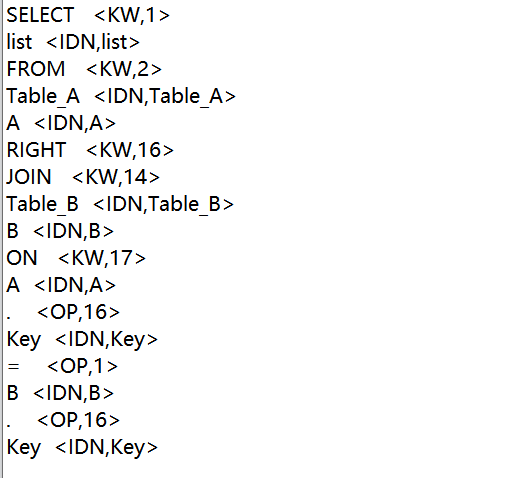 SELECT <KW,1>
list <IDN,list>
FROM <KW,2>
Table_A <IDN,Table_A>
A <IDN,A>
RIGHT <KW,16>
JOIN <KW,14>
Table_B <IDN,Table_B>
B <IDN,B>
ON <KW,17>
A <IDN,A>
. <OP,16>
Key <IDN,Key>
= <OP,1>
B <IDN,B>
. <OP,16>
Key <IDN,Key>